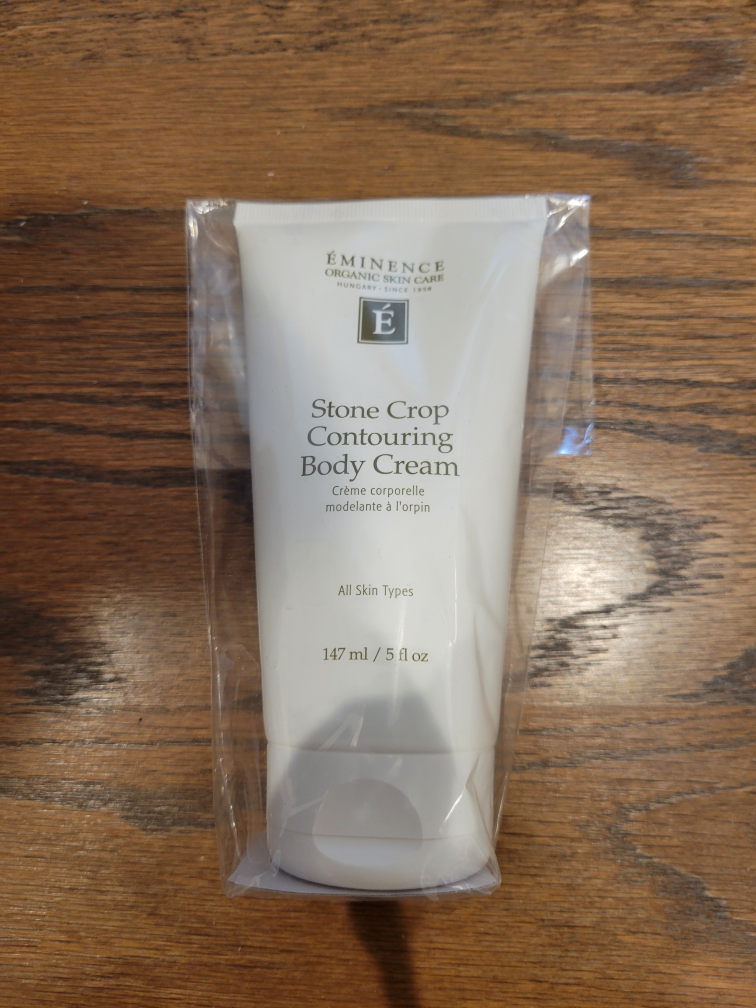 ÉMINENCE
ORGANIC SKIN CARE
HUNGARY · SINCE 1958
É
Stone Crop
Contouring
Body Cream
Crème corporelle
modelante à l'orpin
All Skin Types
147 ml / 5 fl oz